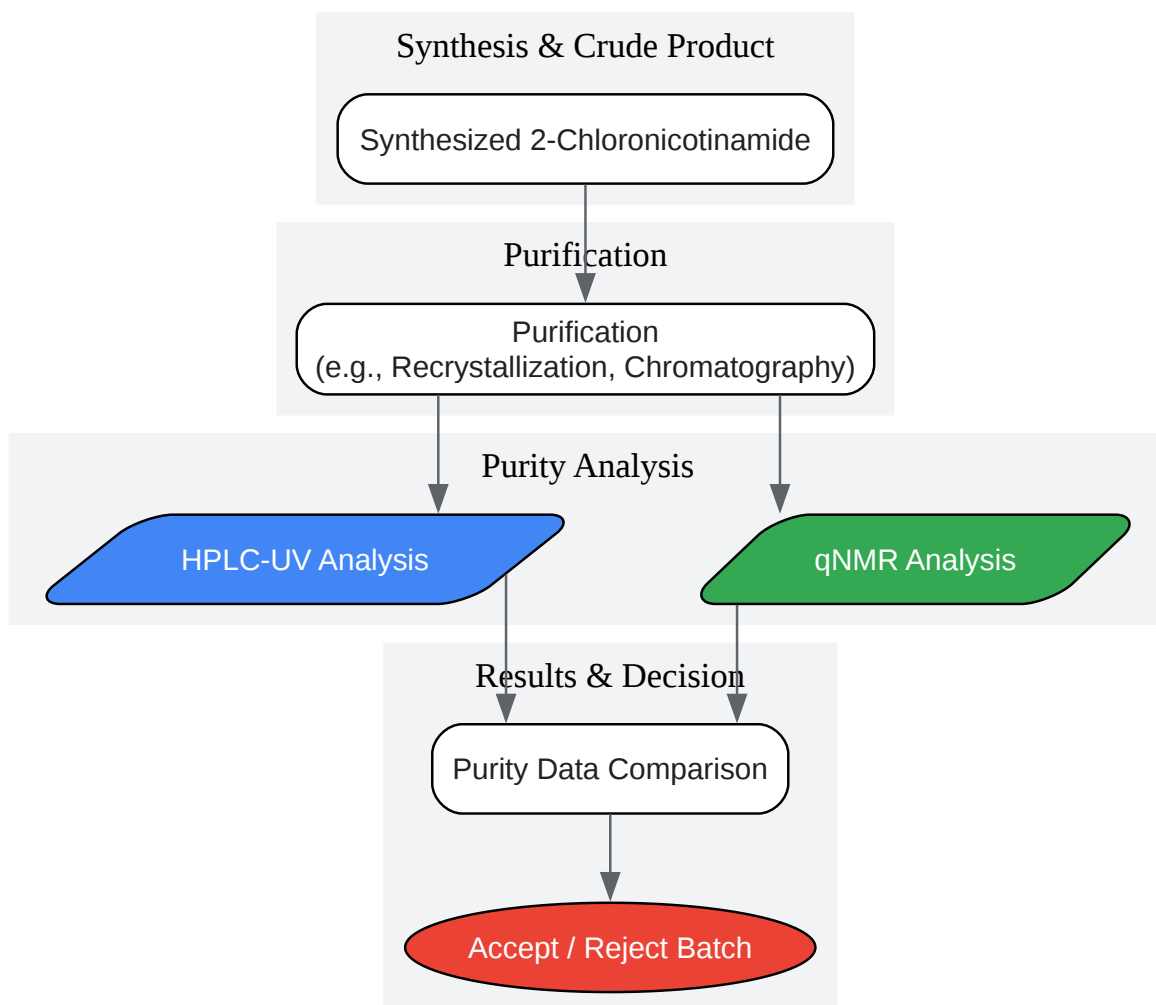 Synthesis & Crude Product
Synthesized 2-Chloronicotinamide
Purification
Purification
(e.g., Recrystallization, Chromatography)
Purity Analysis
HPLC-UV Analysis
qNMR Analysis
Results & Decision
Purity Data Comparison
Accept / Reject Batch